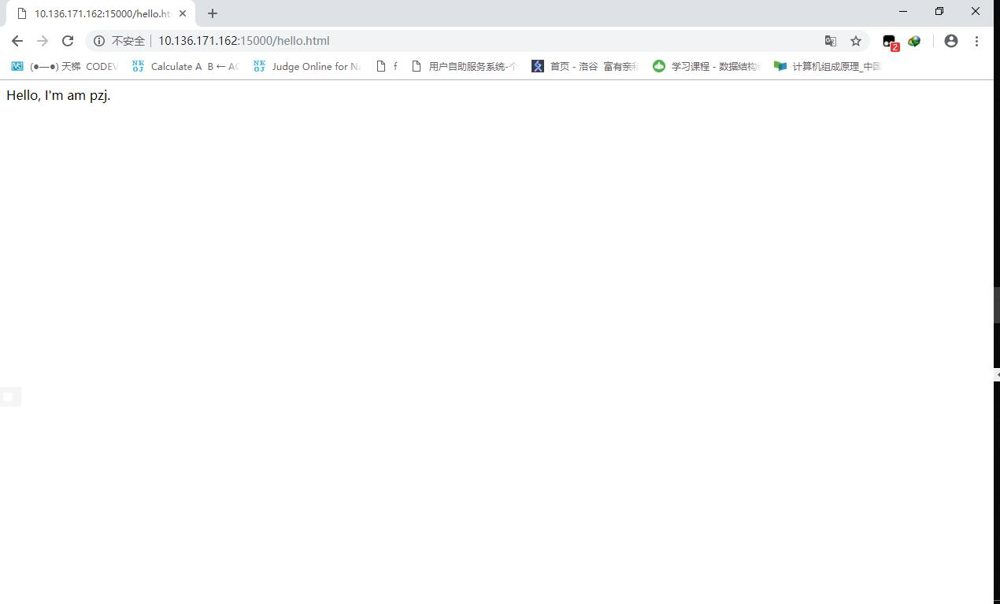 10.136.171.162:15000/hello.ht
不安全 10.136.171.162:15000/hello.html
2
(●—●) 天梯 CODEV Calculate A B ← AC Judge Online for Na f 用户自助服务系统-个 首页 - 洛谷 富有亲和 学习课程 - 数据结构 计算机组成原理_中国
Hello, I'm am pzj.